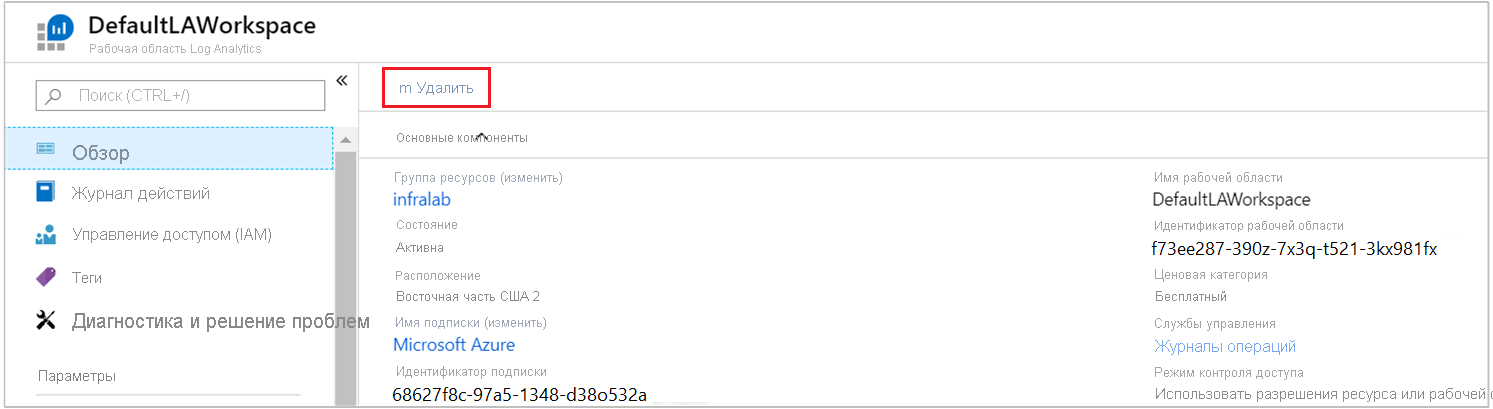 DefaultLAWorkspace
Рабочая область Log Analytics
Поиск (CTRL+/)
«
Обзор
Журнал действий
Управление доступом (IAM)
Теги
Диагностика и решение проблем
Параметры
m Удалить
Основные компоненты
Группа ресурсов (изменить)
infralab
Состояние
Активна
Расположение
Восточная часть США 2
Имя подписки (изменить)
Microsoft Azure
Идентификатор подписки
68627f8c-97a5-1348-d38o532a
Имя рабочей области
DefaultLAWorkspace
Идентификатор рабочей области
f73ee287-390z-7x3q-t521-3kx981fx
Ценовая категория
Бесплатный
Службы управления
Журналы операций
Режим контроля доступа
Использовать разрешения ресурса или рабочей